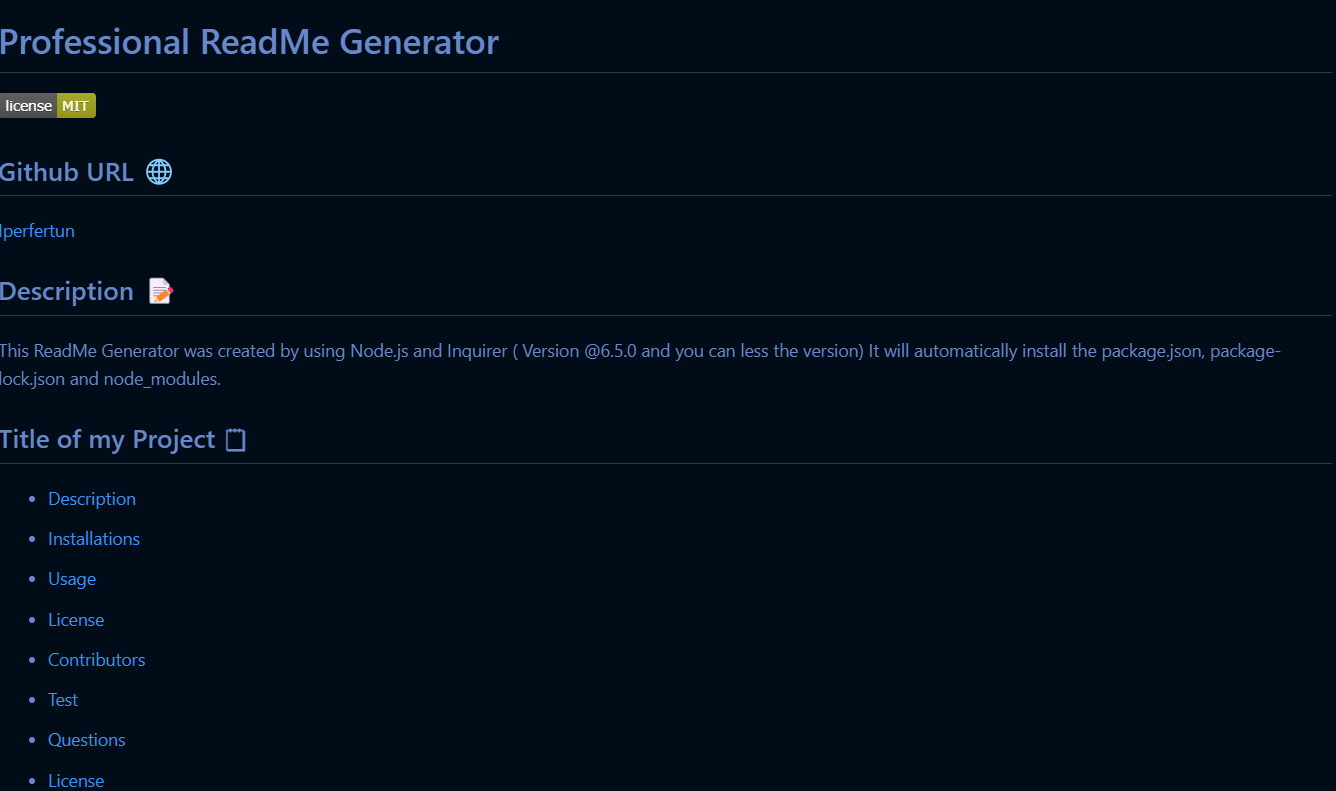 Professional ReadMe Generator
license MIT
Github URL
lperfertun
Description
This ReadMe Generator was created by using Node.js and Inquirer ( Version @6.5.0 and you can less the version) It will automatically install the package.json, package-
lock.json and node_modules.
Title of my Project
Description
Installations
Usage
License
Contributors
Test
Questions
License